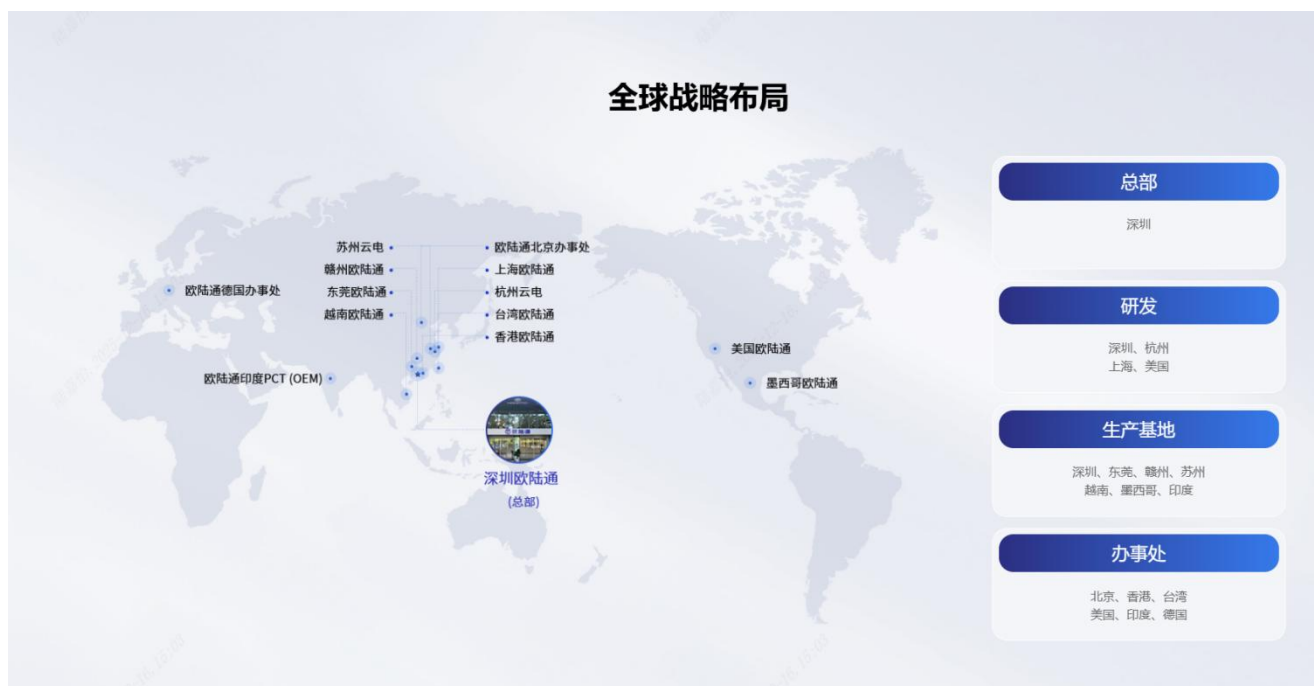 全球战略布局
苏州云电
赣州欧陆通
东莞欧陆通
越南欧陆通
欧陆通北京办事处
上海欧陆通
杭州云电
台湾欧陆通
香港欧陆通
欧陆通德国办事处
欧陆通印度PCT (OEM)
深圳欧陆通
(总部)
美国欧陆通
墨西哥欧陆通
总部
深圳
研发
深圳、杭州
上海、美国
生产基地
深圳、东莞、赣州、苏州
越南、墨西哥、印度
办事处
北京、香港、台湾
美国、印度、德国